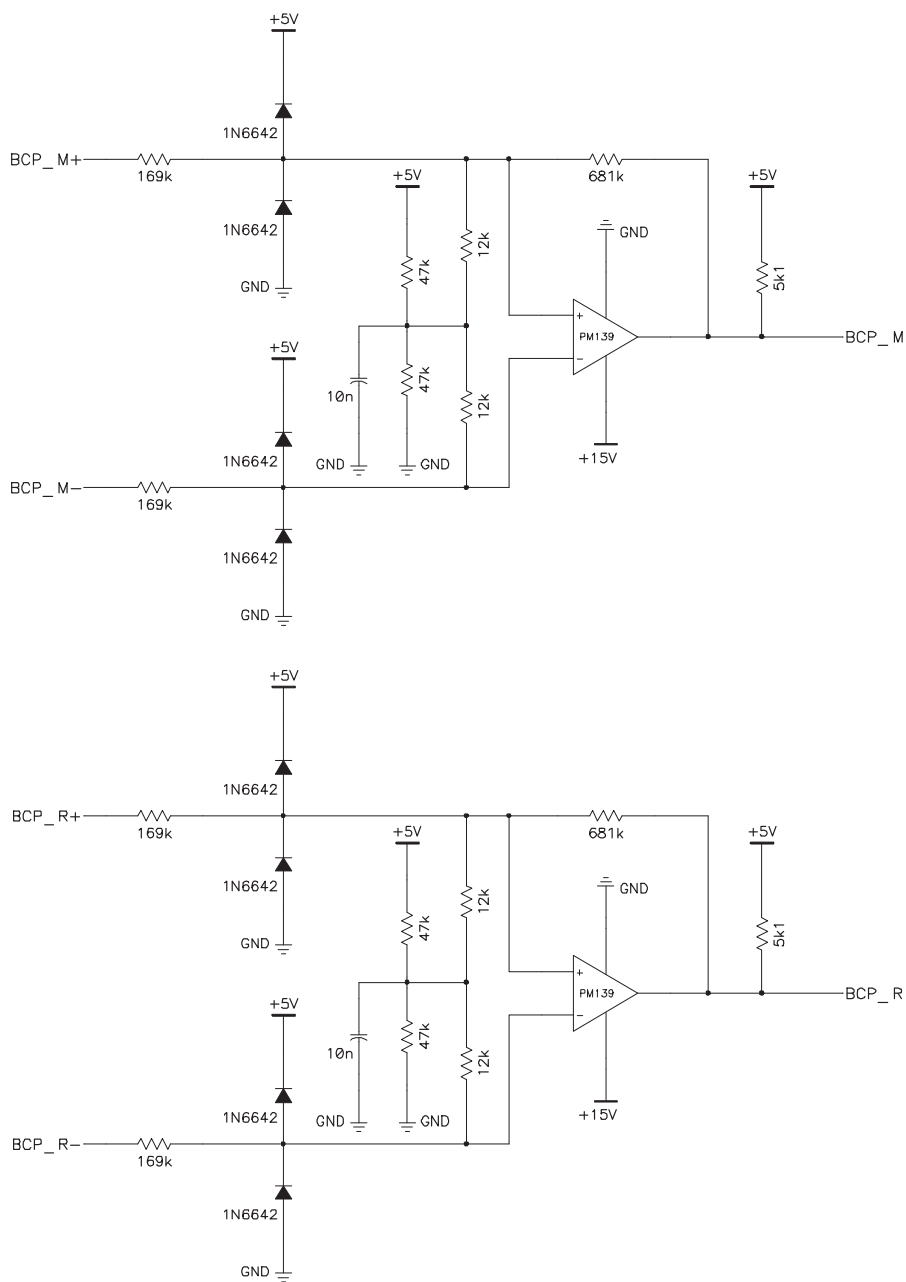 +5V
1N6642
BCP_M+
169k
681k
+5V
+5V
1N6642
GND
12k
47k
5k1
GND
+
PM139
-
BCP_M
+5V
10n
47k
12k
1N6642
GND
GND
+15V
BCP_M-
169k
1N6642
GND
+5V
1N6642
BCP_R+
169k
681k
+5V
+5V
1N6642
GND
12k
47k
5k1
GND
+
PM139
-
BCP_R
+5V
10n
47k
12k
1N6642
GND
GND
+15V
BCP_R-
169k
1N6642
GND